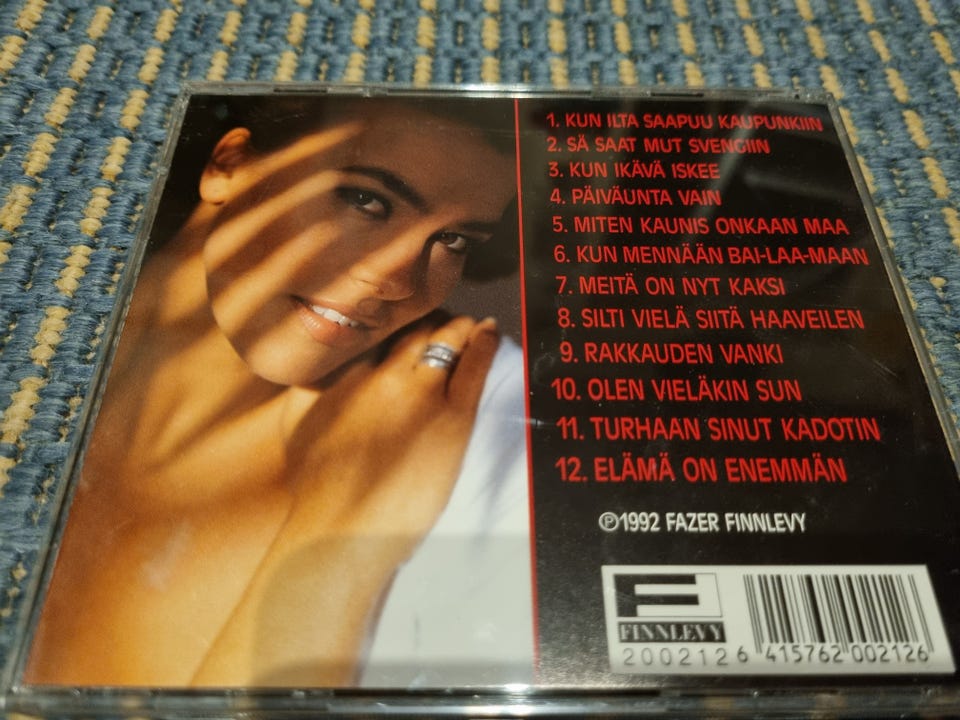 1. KUN ILTA SAAPUU KAUPUNKIIN
2. SÄ SAAT MUT SVENGIIN
3. KUN IKÄVÄ ISKEE
4. PÄIVÄUNTA VAIN
5. MITEN KAUNIS ONKAAN MAA
6. KUN MENNÄÄN BAI-LAA-MAAN
7. MEITÄ ON NYT KAKSI
8. SILTI VIELÄ SIITÄ HAAVEILEN
9. RAKKAUDEN VANKI
10. OLEN VIELÄKIN SUN
11. TURHAAN SINUT KADOTIN
12. ELÄMÄ ON ENEMMÄN
℗1992 FAZER FINNLEVY
F
FINNLEVY
2002126
6 415762 002126